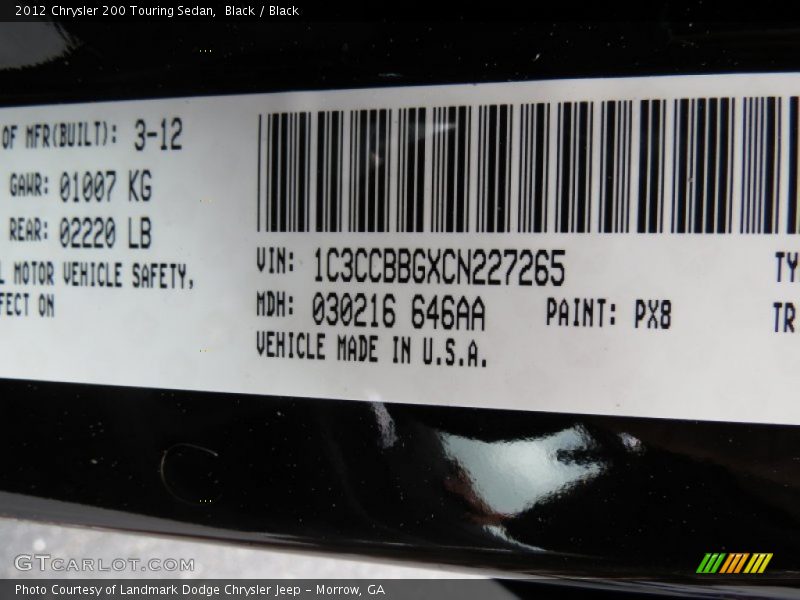 2012 Chrysler 200 Touring Sedan, Black / Black
OF MFR(BUILT): 3-12
GAWR: 01007 KG
REAR: 02220 LB
L MOTOR VEHICLE SAFETY,
FECT ON
VIN: 1C3CCBBGXCN227265
MDH: 030216 646AA PAINT: PX8
VEHICLE MADE IN U.S.A.
TY
TR
GTCARLOT.COM
Photo Courtesy of Landmark Dodge Chrysler Jeep - Morrow, GA